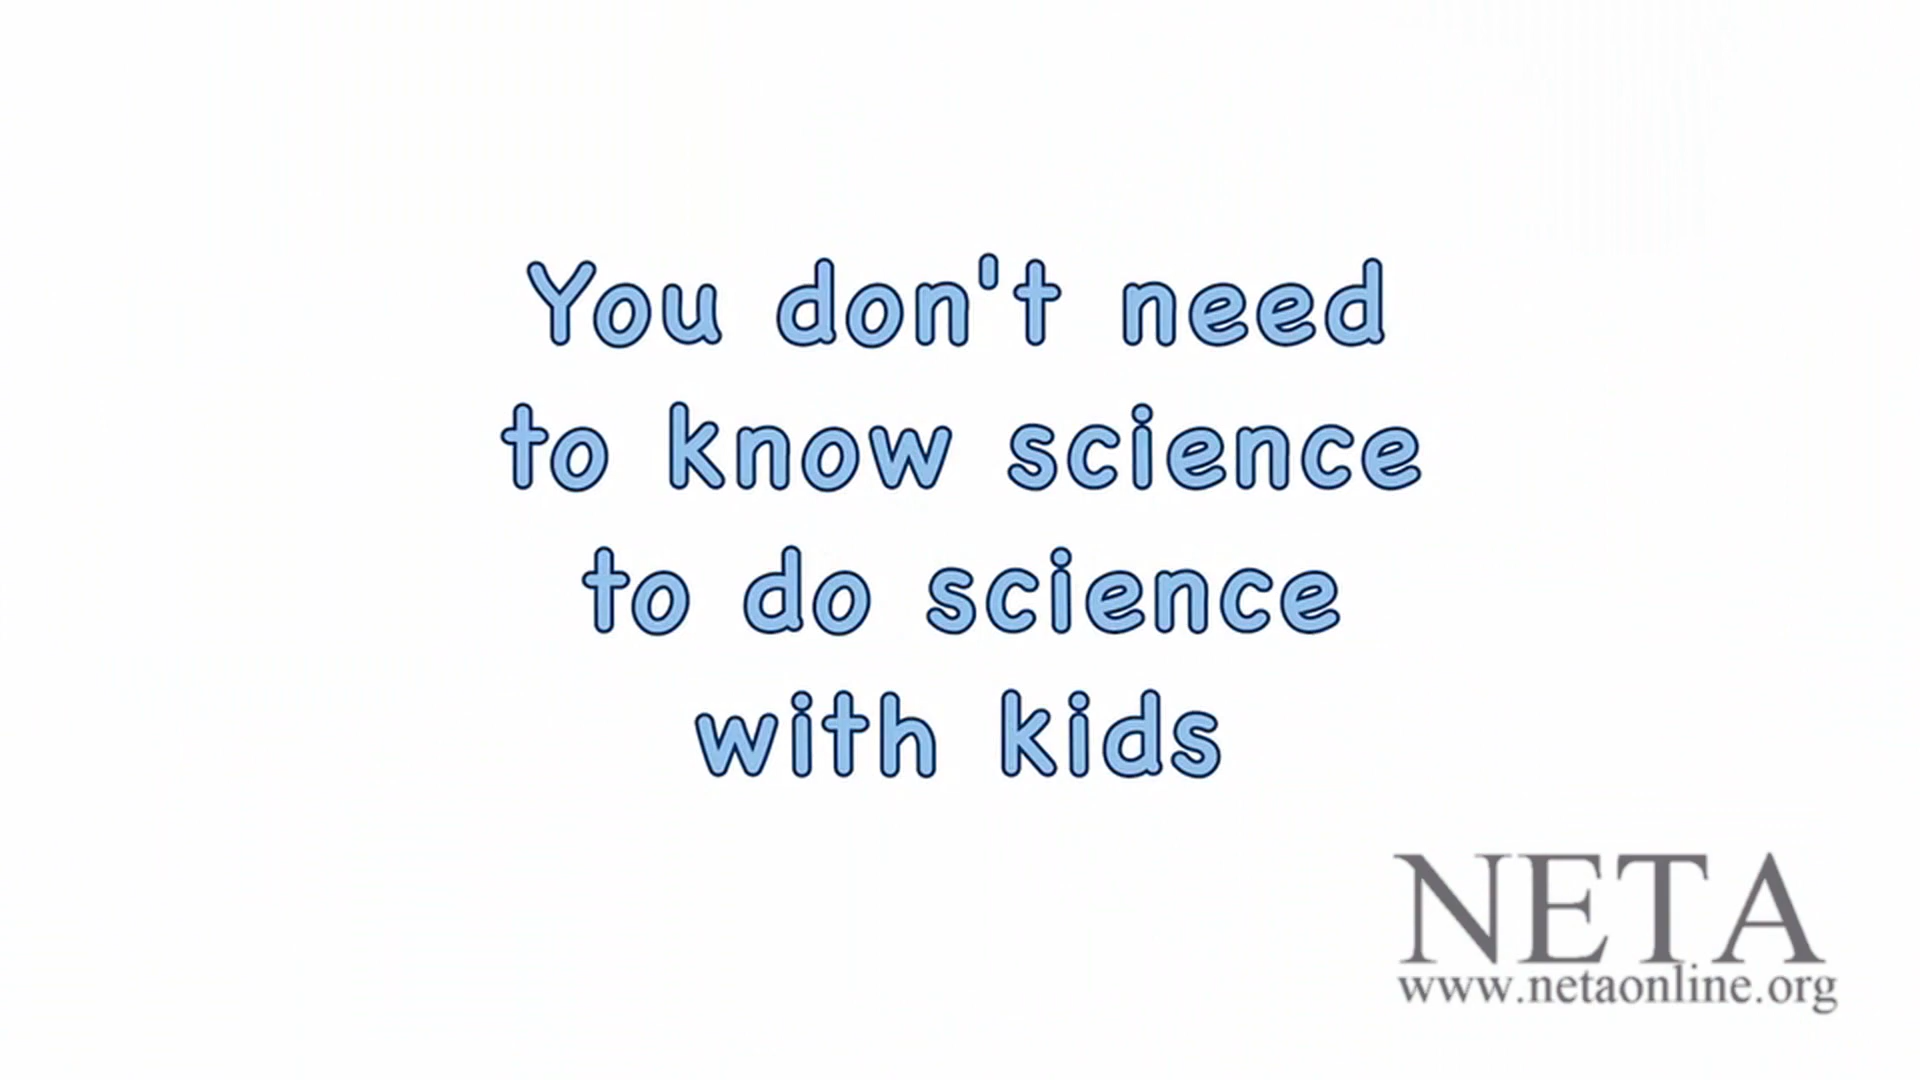 You don't need
to know science
to do science
with kids
NETA
www.netaonline.org